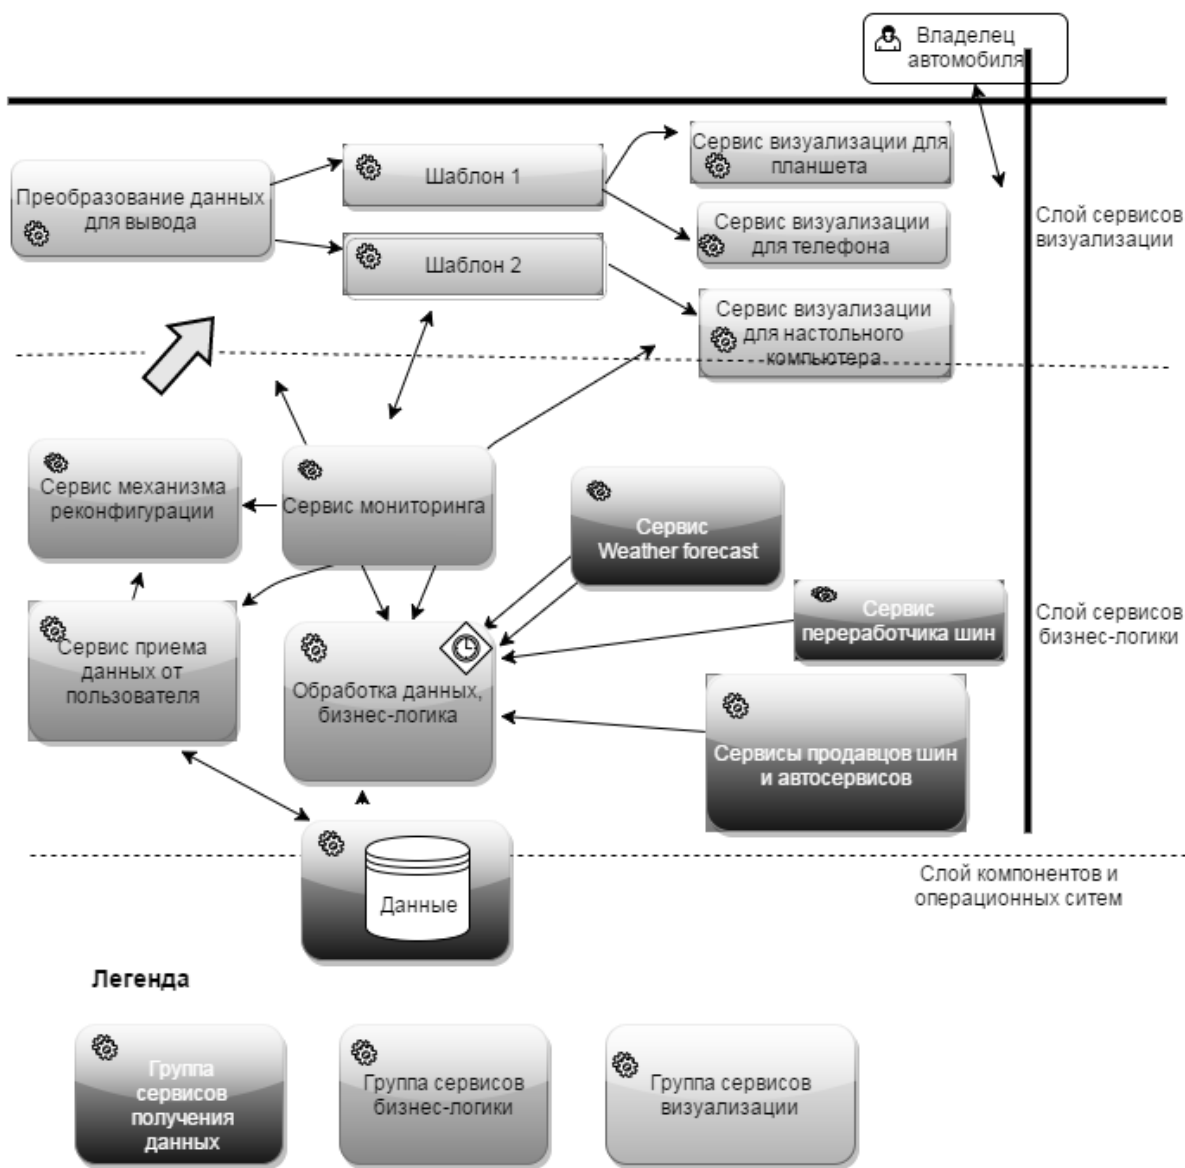 Владелец
автомобиля
Преобразование данных
для вывода
Шаблон 1
Шаблон 2
Сервис визуализации для
планшета
Сервис визуализации
для телефона
Сервис визуализации
для настольного
компьютера
Слой сервисов
визуализации
Сервис механизма
реконфигурации
Сервис мониторинга
Сервис
Weather forecast
Сервис
переработчика шин
Слой сервисов
бизнес-логики
Сервис приема
данных от
пользователя
Обработка данных,
бизнес-логика
Сервисы продавцов шин
и автосервисов
Данные
Слой компонентов и
операционных ситем
Легенда
Группа
сервисов
получения
данных
Группа сервисов
бизнес-логики
Группа сервисов
визуализации